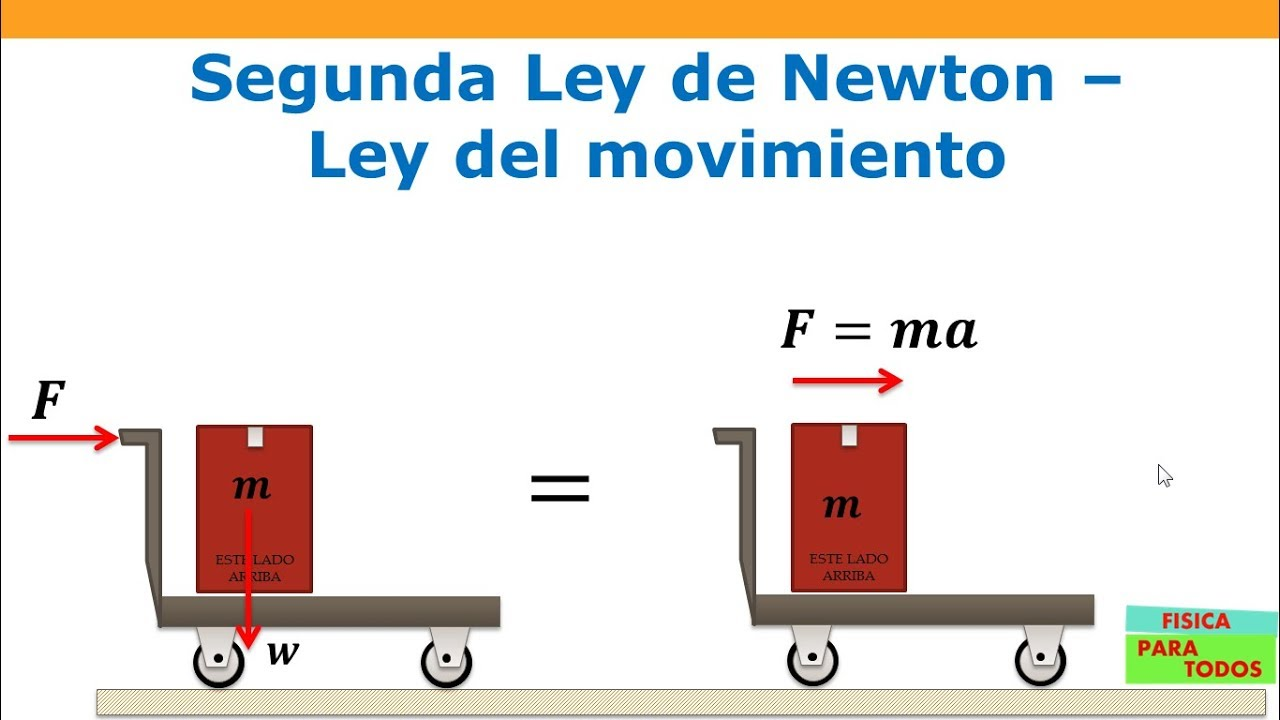 Segunda Ley de Newton –
Ley del movimiento
F = ma
F
m
ESTE LADO
ARRIBA
w
=
m
ESTE LADO
ARRIBA
FISICA
PARA
TODOS